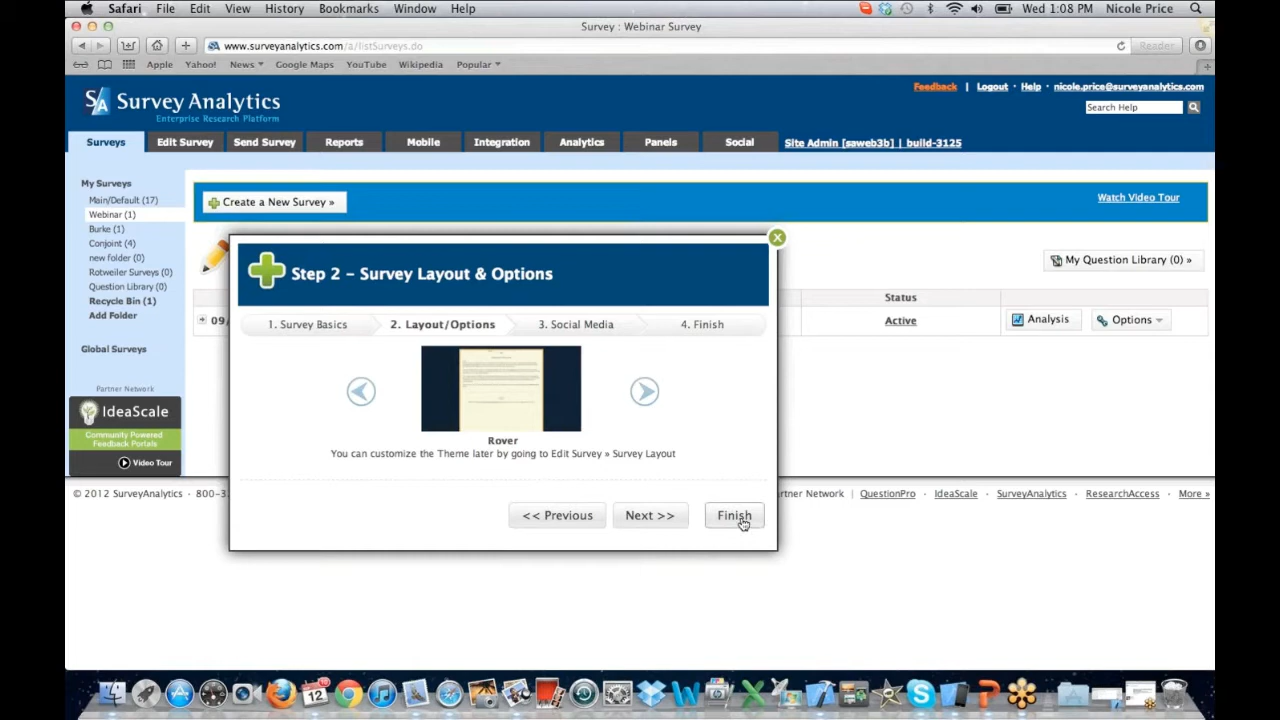 Safari File Edit View History Bookmarks Window Help Wed 1:08 PM Nicole Price
Survey : Webinar Survey
www.surveyanalytics.com/a/listSurveys.do Reader
Apple Yahoo! News Google Maps YouTube Wikipedia Popular
SA Survey Analytics
Enterprise Research Platform
Feedback | Logout · Help · nicole.price@surveyanalytics.com
Search Help
Surveys Edit Survey Send Survey Reports Mobile Integration Analytics Panels Social Site Admin [saweb3b] | build-3125
My Surveys
Main/Default (17)
Webinar (1)
Burke (1)
Conjoint (4)
new folder (0)
Rotweiler Surveys (0)
Question Library (0)
Recycle Bin (1)
Add Folder
Global Surveys
Partner Network
IdeaScale
Community Powered
Feedback Portals
Video Tour
Create a New Survey »
Watch Video Tour
My Question Library (0) »
Status
09/
Active
Analysis
Options
Step 2 – Survey Layout & Options
1. Survey Basics 2. Layout/Options 3. Social Media 4. Finish
Rover
You can customize the Theme later by going to Edit Survey » Survey Layout
<< Previous Next >> Finish
© 2012 SurveyAnalytics · 800-3
rtner Network | QuestionPro | IdeaScale · SurveyAnalytics · ResearchAccess · More »
12